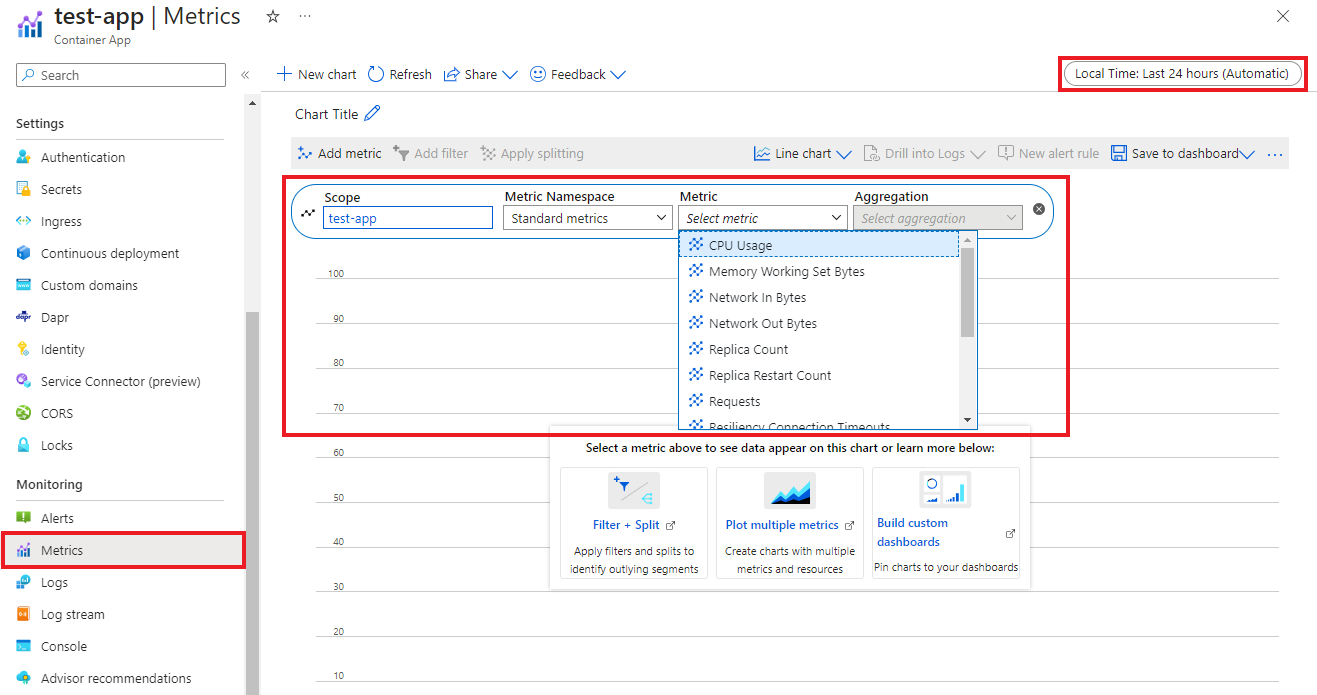 test-app | Metrics
Container App
Search
New chart Refresh Share Feedback
Local Time: Last 24 hours (Automatic)
Settings
Authentication
Secrets
Ingress
Continuous deployment
Custom domains
dapr Dapr
Identity
Service Connector (preview)
CORS
Locks
Monitoring
Alerts
Metrics
Logs
Log stream
Console
Advisor recommendations
Chart Title
Add metric Add filter Apply splitting Line chart Drill into Logs New alert rule Save to dashboard
Scope Metric Namespace Metric Aggregation
test-app Standard metrics Select metric Select aggregation
CPU Usage
Memory Working Set Bytes
Network In Bytes
Network Out Bytes
Replica Count
Replica Restart Count
Requests
Resiliency Connection Timeouts
100
90
80
70
60
50
40
30
20
10
Select a metric above to see data appear on this chart or learn more below:
Filter + Split
Apply filters and splits to
identify outlying segments
Plot multiple metrics
Create charts with multiple
metrics and resources
Build custom
dashboards
Pin charts to your dashboards